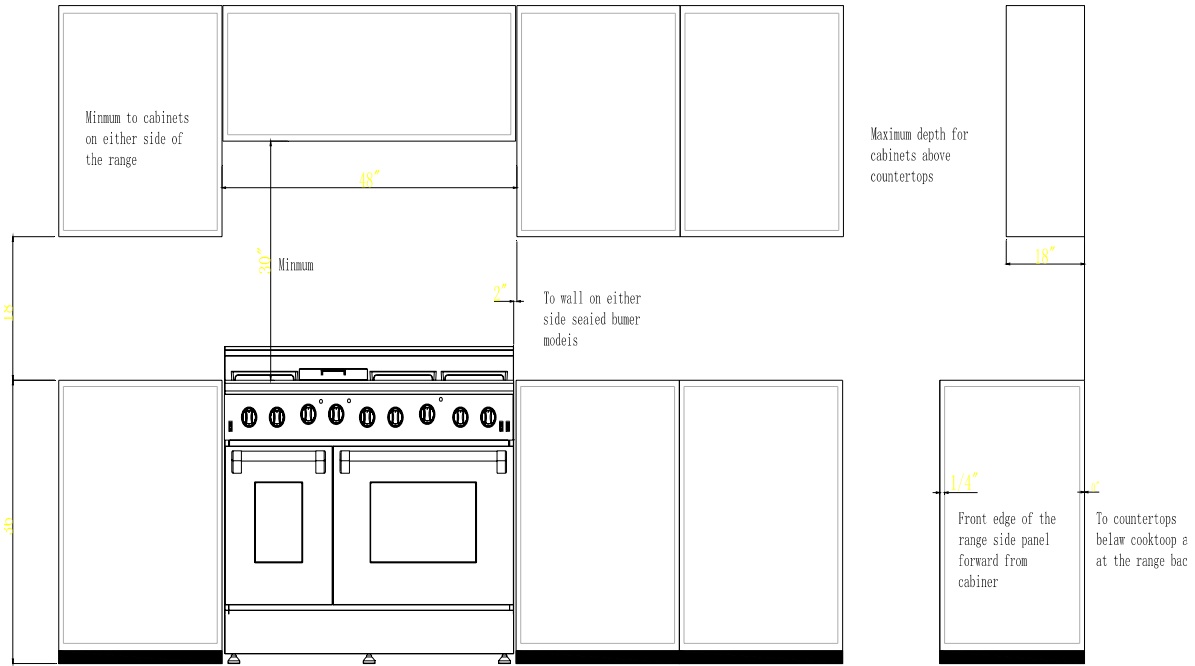 Minmum to cabinets
on either side of
the range
48"
Maximum depth for
cabinets above
countertops
30"
Minmum
18"
2"
To wall on either
side seaied bumer
modeis
18"
36"
1/4"
Front edge of the
range side panel
forward from
cabiner
To countertops
belaw cooktoop a
at the range bac